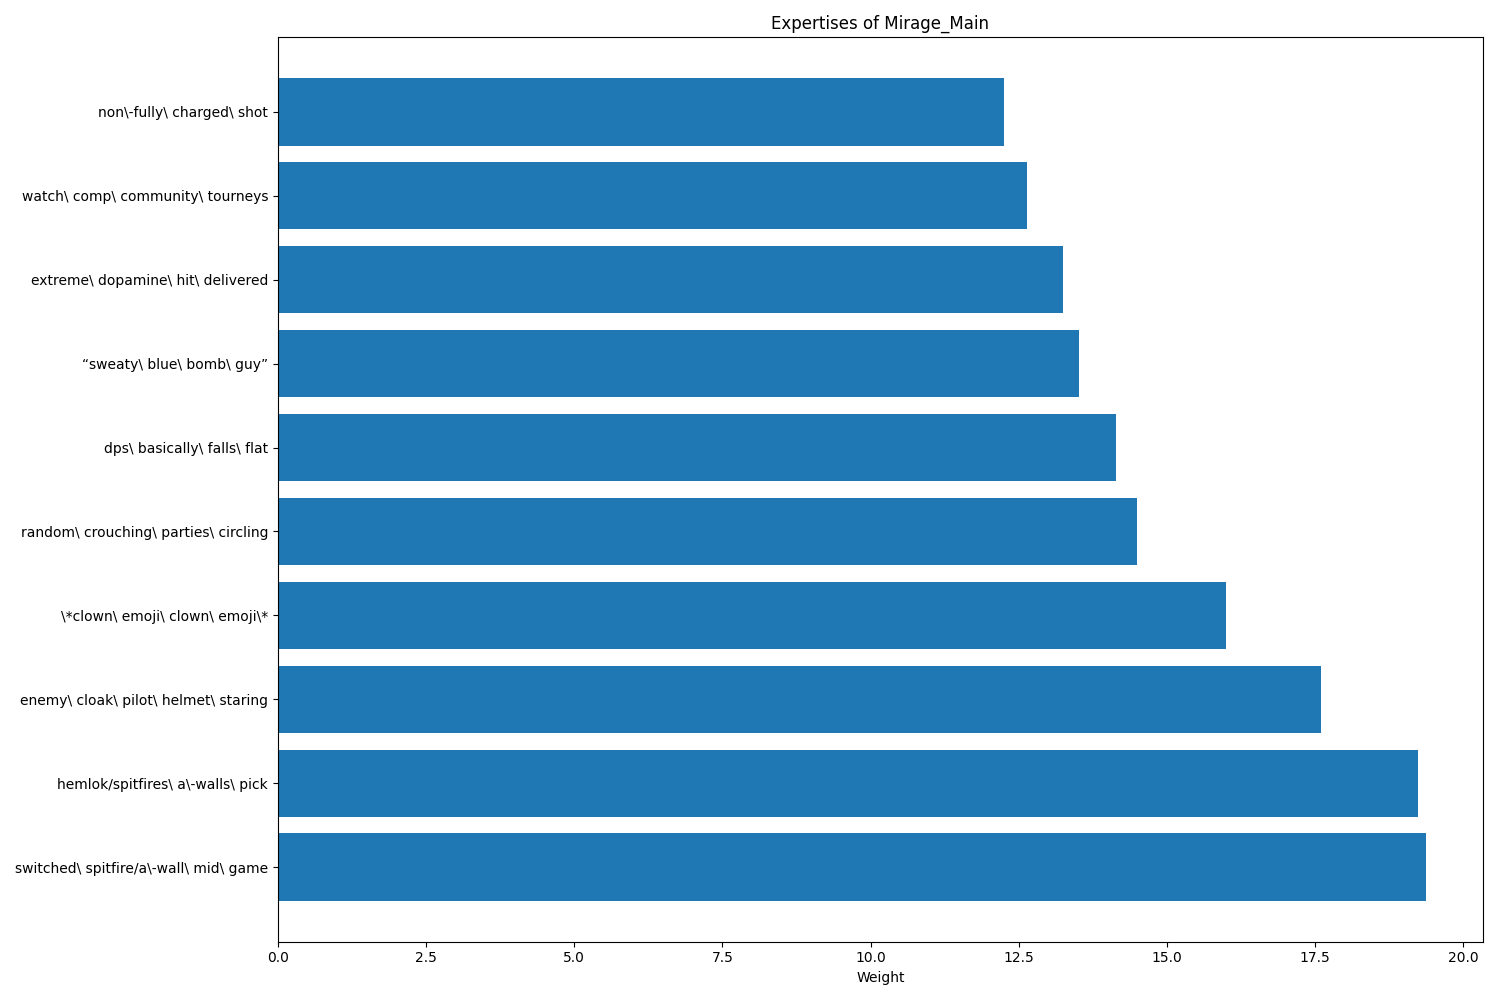 Expertises of Mirage_Main
non\-fully\ charged\ shot
watch\ comp\ community\ tourneys
extreme\ dopamine\ hit\ delivered
“sweaty\ blue\ bomb\ guy”
dps\ basically\ falls\ flat
random\ crouching\ parties\ circling
\*clown\ emoji\ clown\ emoji\*
enemy\ cloak\ pilot\ helmet\ staring
hemlok/spitfires\ a\-walls\ pick
switched\ spitfire/a\-wall\ mid\ game
0.0 2.5 5.0 7.5 10.0 12.5 15.0 17.5 20.0
Weight